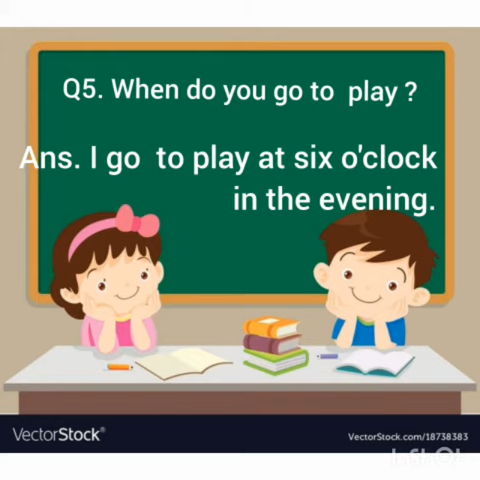 Q5. When do you go to play ?
Ans. I go to play at six o'clock
in the evening.
VectorStock®
VectorStock.com/18738383